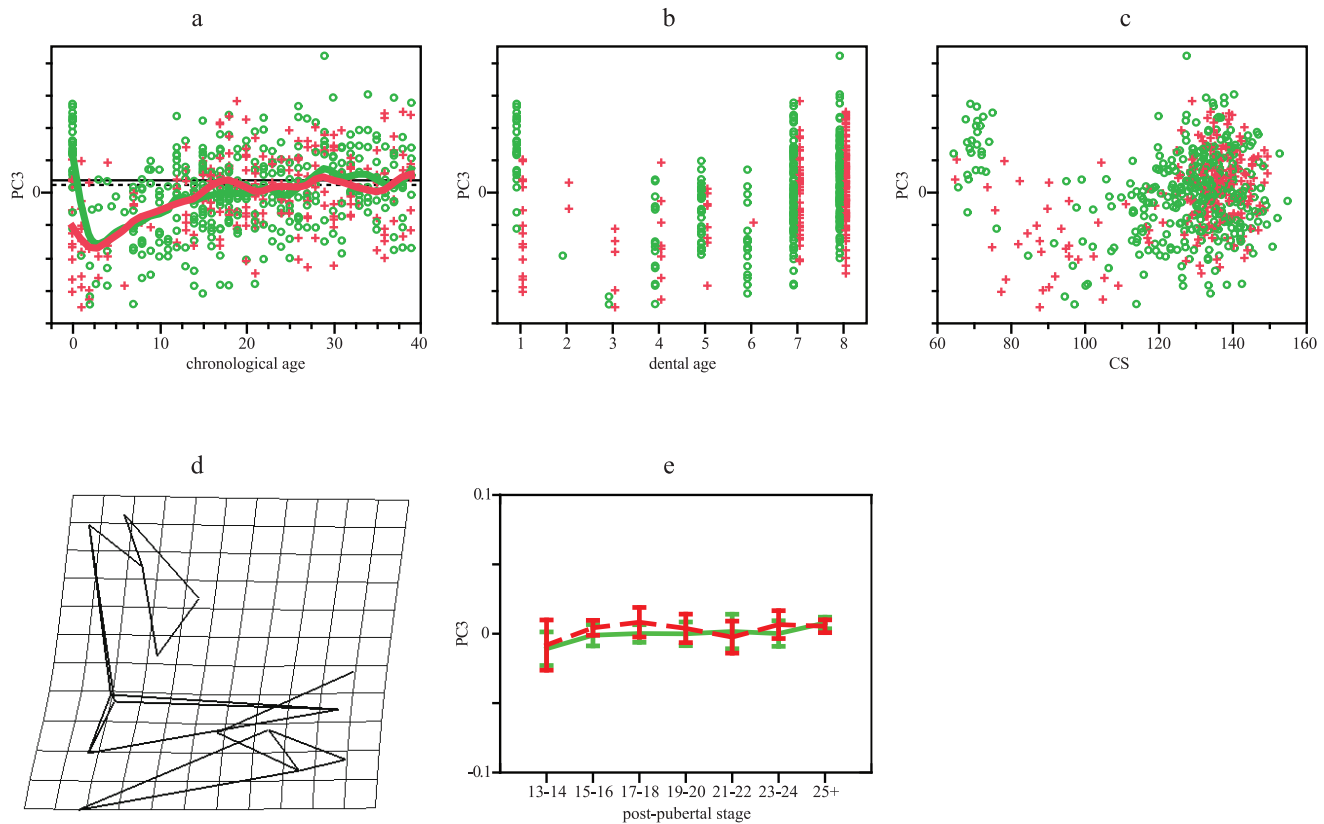 a
PC3
0
0 10 20 30 40
chronological age
b
PC3
0
1 2 3 4 5 6 7 8
dental age
c
PC3
0
60 80 100 120 140 160
CS
d
e
0.1
PC3
0
-0.1
13-14 15-16 17-18 19-20 21-22 23-24 25+
post-pubertal stage